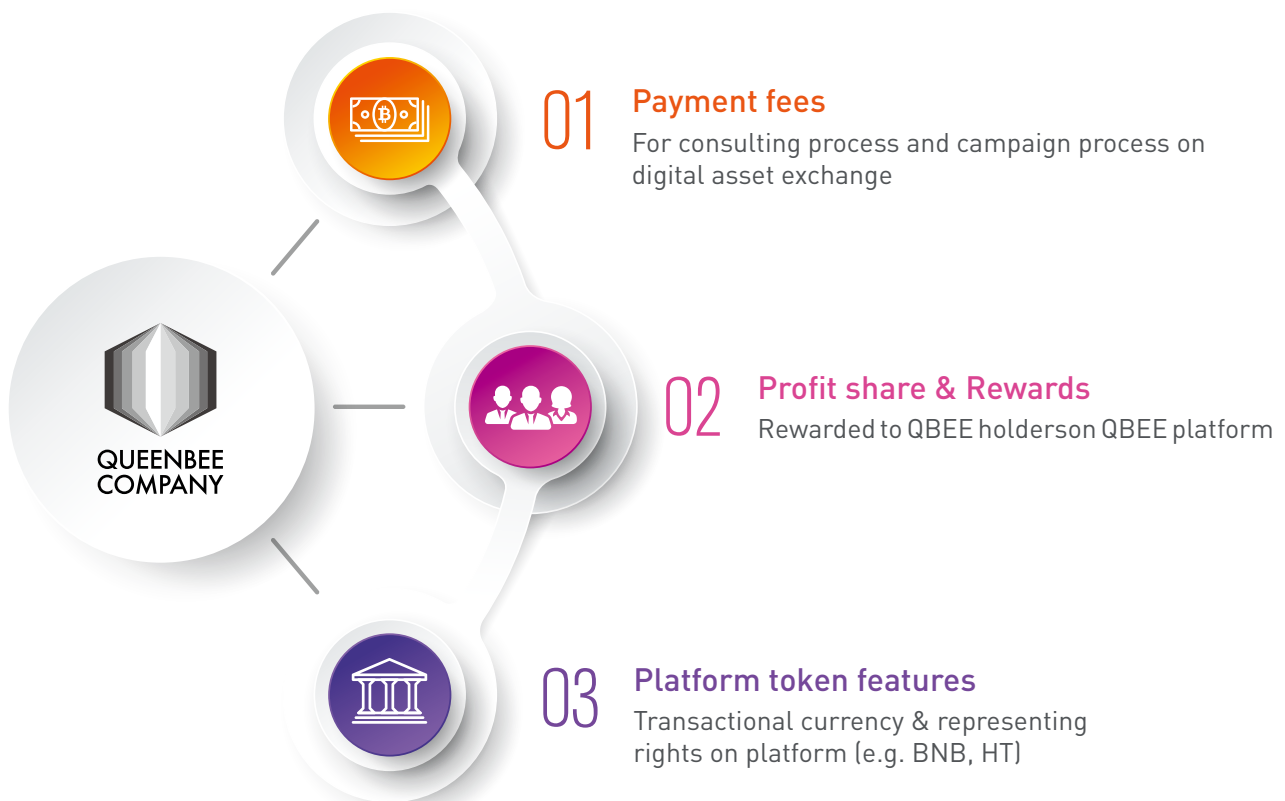 01
Payment fees
For consulting process and campaign process on
digital asset exchange
QUEENBEE
COMPANY
02
Profit share & Rewards
Rewarded to QBEE holderson QBEE platform
03
Platform token features
Transactional currency & representing
rights on platform (e.g. BNB, HT)